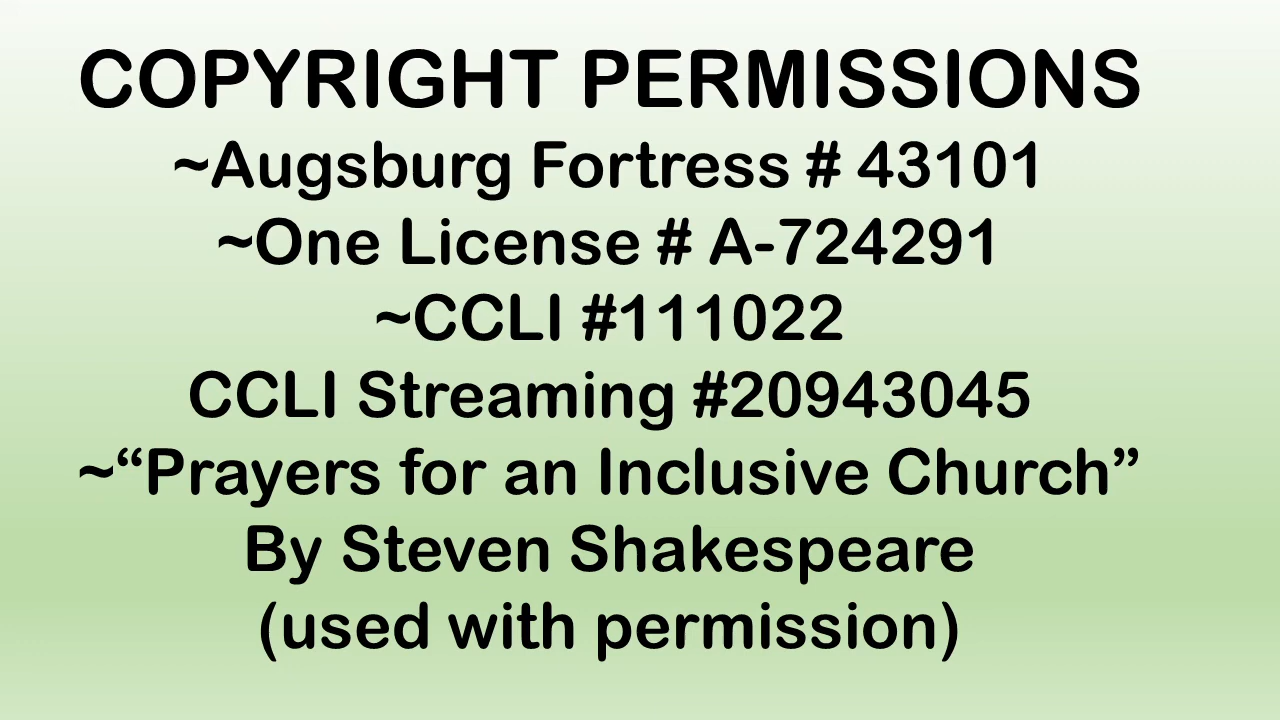 COPYRIGHT PERMISSIONS
~Augsburg Fortress # 43101
~One License # A-724291
~CCLI #111022
CCLI Streaming #20943045
~“Prayers for an Inclusive Church”
By Steven Shakespeare
(used with permission)